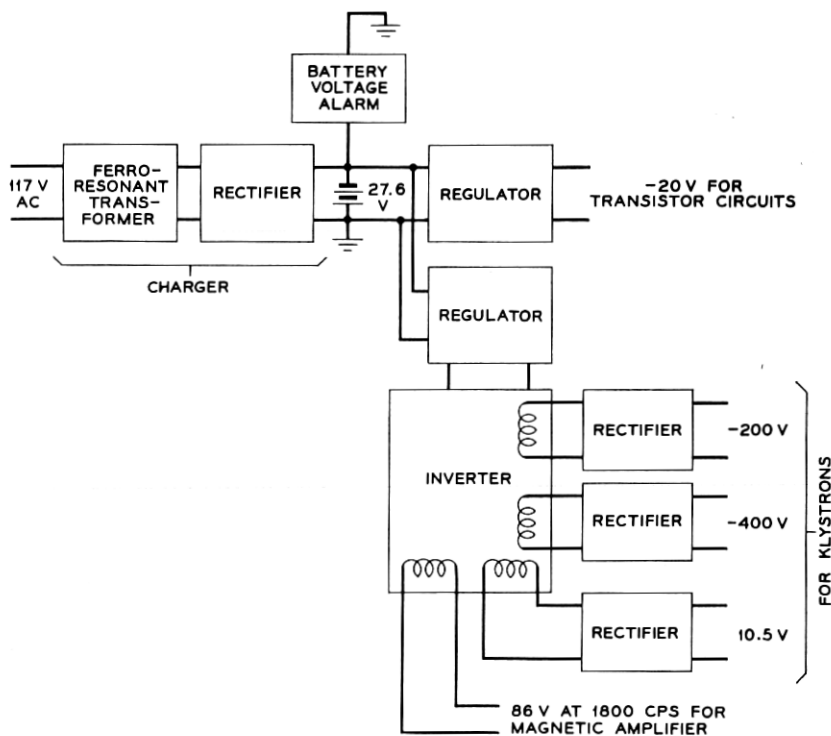 BATTERY
VOLTAGE
ALARM
117 V
AC
FERRO-
RESONANT
TRANS-
FORMER
RECTIFIER
27.6
V
REGULATOR
-20 V FOR
TRANSISTOR CIRCUITS
CHARGER
REGULATOR
INVERTER
RECTIFIER
-200 V
RECTIFIER
-400 V
RECTIFIER
10.5 V
FOR KLYSTRONS
86 V AT 1800 CPS FOR
MAGNETIC AMPLIFIER